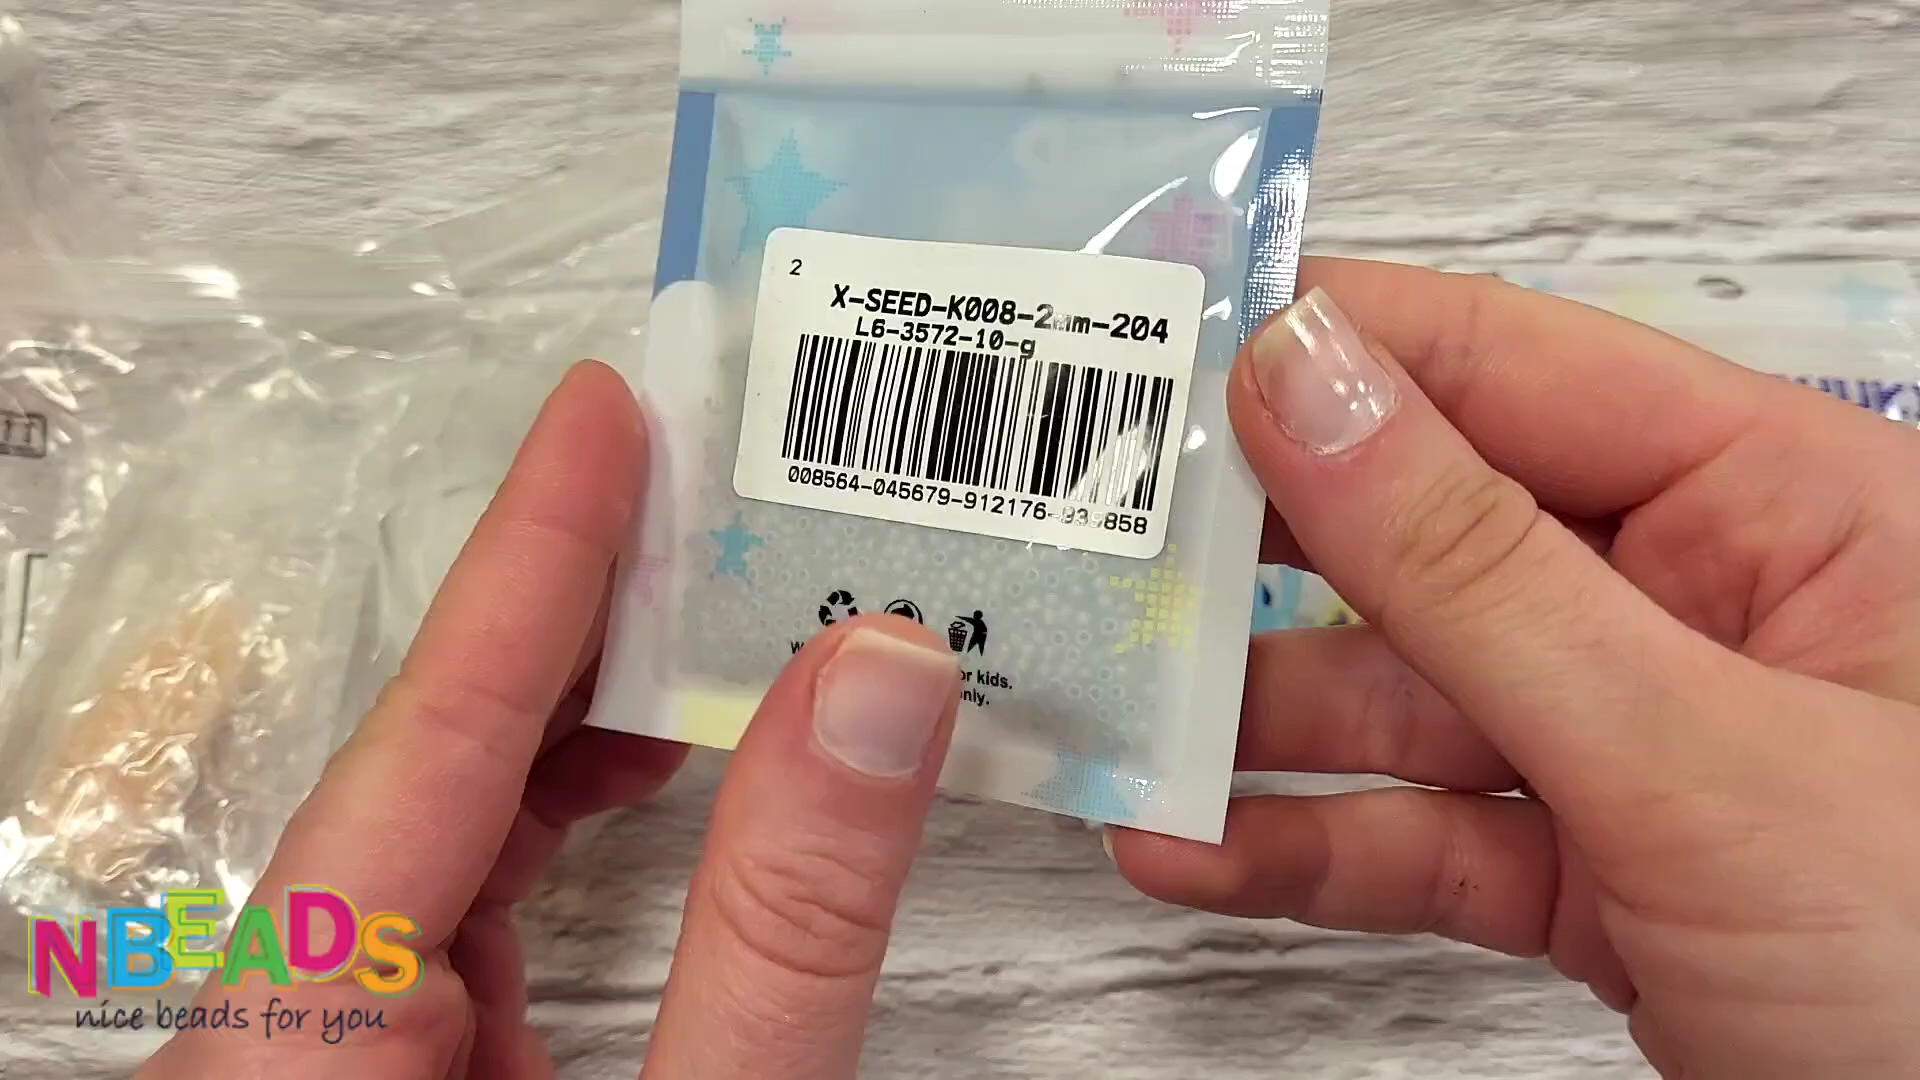 2
X-SEED-K008-2mm-204
L6-3572-10-g
008564-045679-912176-939858
or kids.
only.
NBEADS
nice beads for you